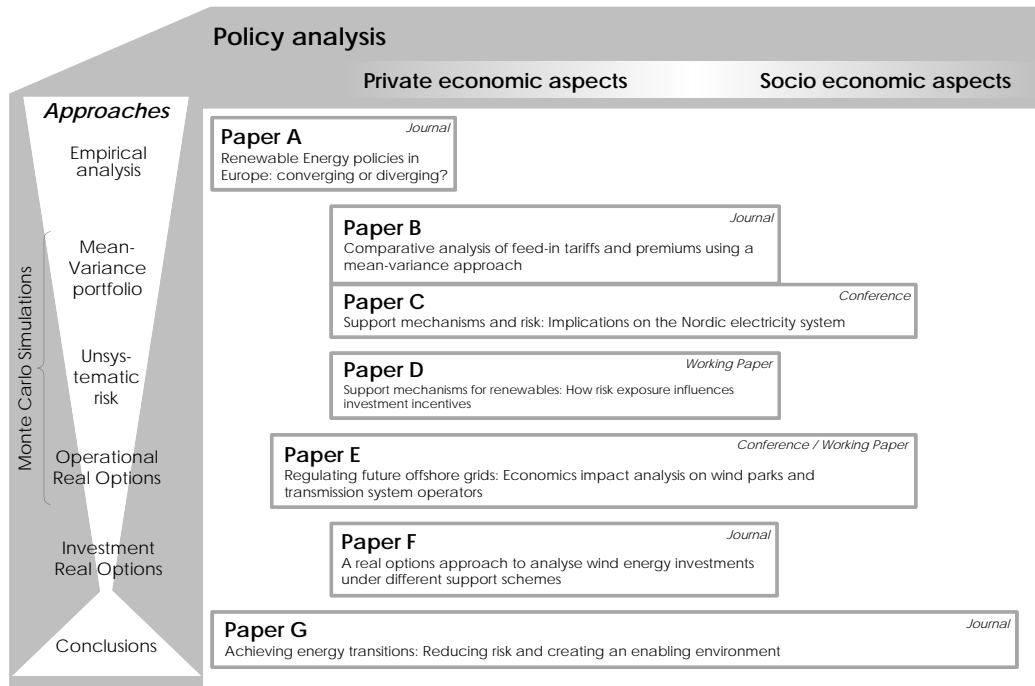 Policy analysis
Private economic aspects
Socio economic aspects
Approaches
Empirical
analysis
Mean-
Variance
portfolio
Unsys-
tematic
risk
Operational
Real Options
Investment
Real Options
Conclusions
Monte Carlo Simulations
Journal
Paper A
Renewable Energy policies in
Europe: converging or diverging?
Journal
Paper B
Comparative analysis of feed-in tariffs and premiums using a
mean-variance approach
Conference
Paper C
Support mechanisms and risk: Implications on the Nordic electricity system
Working Paper
Paper D
Support mechanisms for renewables: How risk exposure influences
investment incentives
Conference / Working Paper
Paper E
Regulating future offshore grids: Economics impact analysis on wind parks and
transmission system operators
Journal
Paper F
A real options approach to analyse wind energy investments
under different support schemes
Journal
Paper G
Achieving energy transitions: Reducing risk and creating an enabling environment